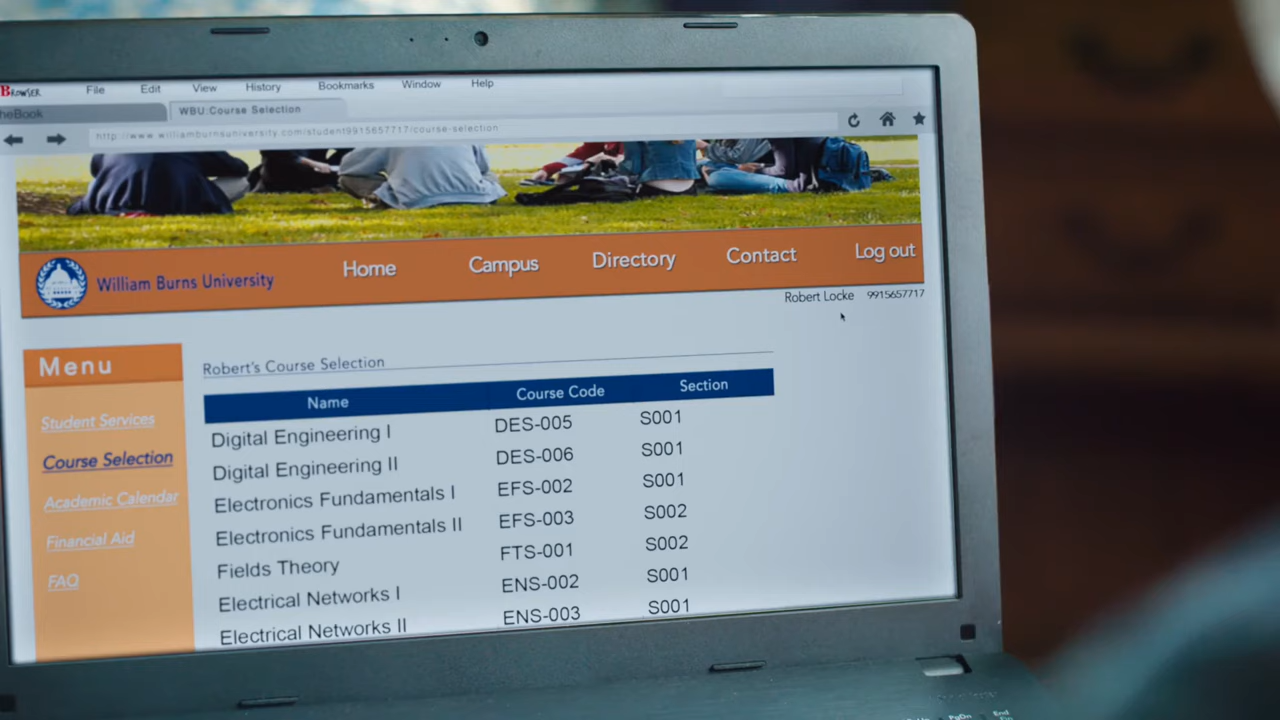 BROWSER File Edit View History Bookmarks Window Help
heBook WBU:Course Selection
http://www.williamburnsuniversity.com/student9915657717/course-selection
William Burns University Home Campus Directory Contact Log out
Robert Locke 9915657717
Menu
Student Services
Course Selection
Academic Calendar
Financial Aid
FAQ
Robert's Course Selection
Name Course Code Section
Digital Engineering I DES-005 S001
Digital Engineering II DES-006 S001
Electronics Fundamentals I EFS-002 S001
Electronics Fundamentals II EFS-003 S002
Fields Theory FTS-001 S002
Electrical Networks I ENS-002 S001
Electrical Networks II ENS-003 S001
PgDn End